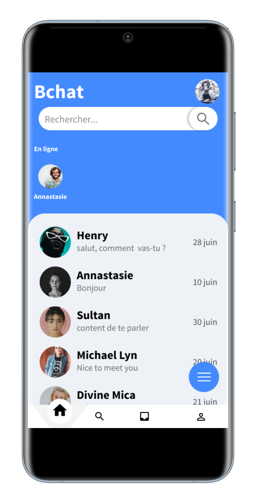 Bchat
Rechercher...
En ligne
Annastasie
Henry
salut, comment vas-tu ?
28 juin
Annastasie
Bonjour
10 juin
Sultan
content de te parler
30 juin
Michael Lyn
Nice to meet you
20 juin
Divine Mica
21 juin